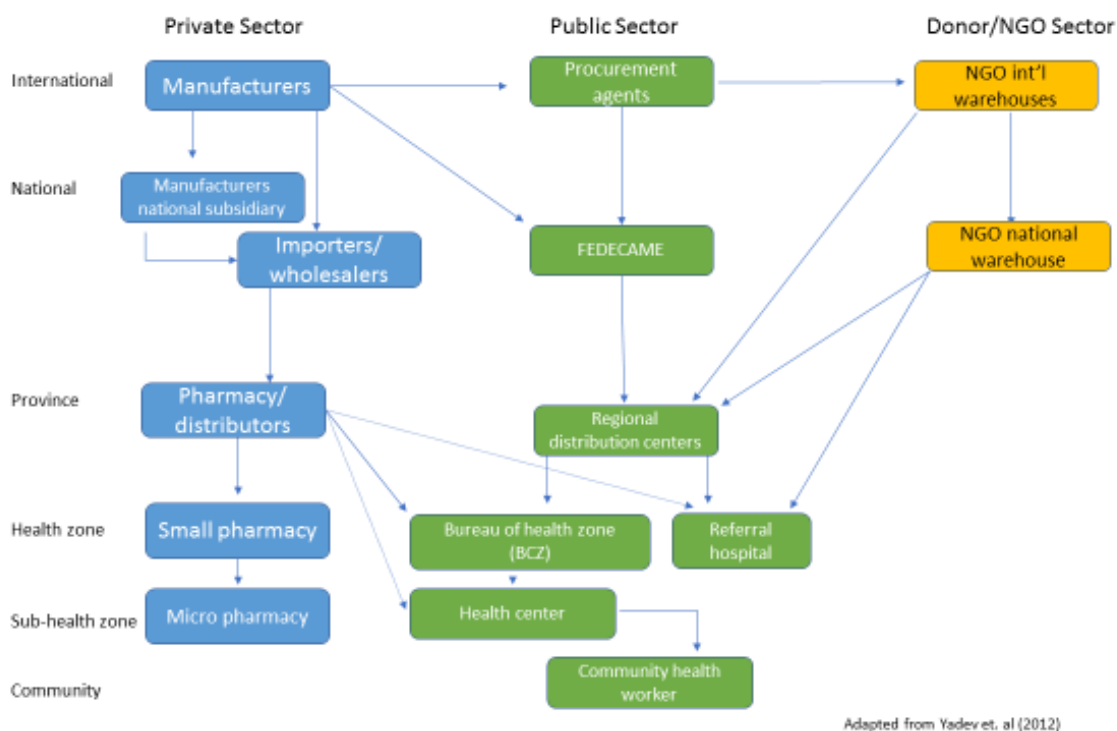 Private Sector
Public Sector
Donor/NGO Sector
International
Manufacturers
Procurement
agents
NGO int'l
warehouses
National
Manufacturers
national subsidiary
Importers/
wholesalers
FEDECAME
NGO national
warehouse
Province
Pharmacy/
distributors
Regional
distribution centers
Health zone
Small pharmacy
Bureau of health zone
(BCZ)
Referral
hospital
Sub-health zone
Micro pharmacy
Health center
Community
Community health
worker
Adapted from Yadev et. al (2012)